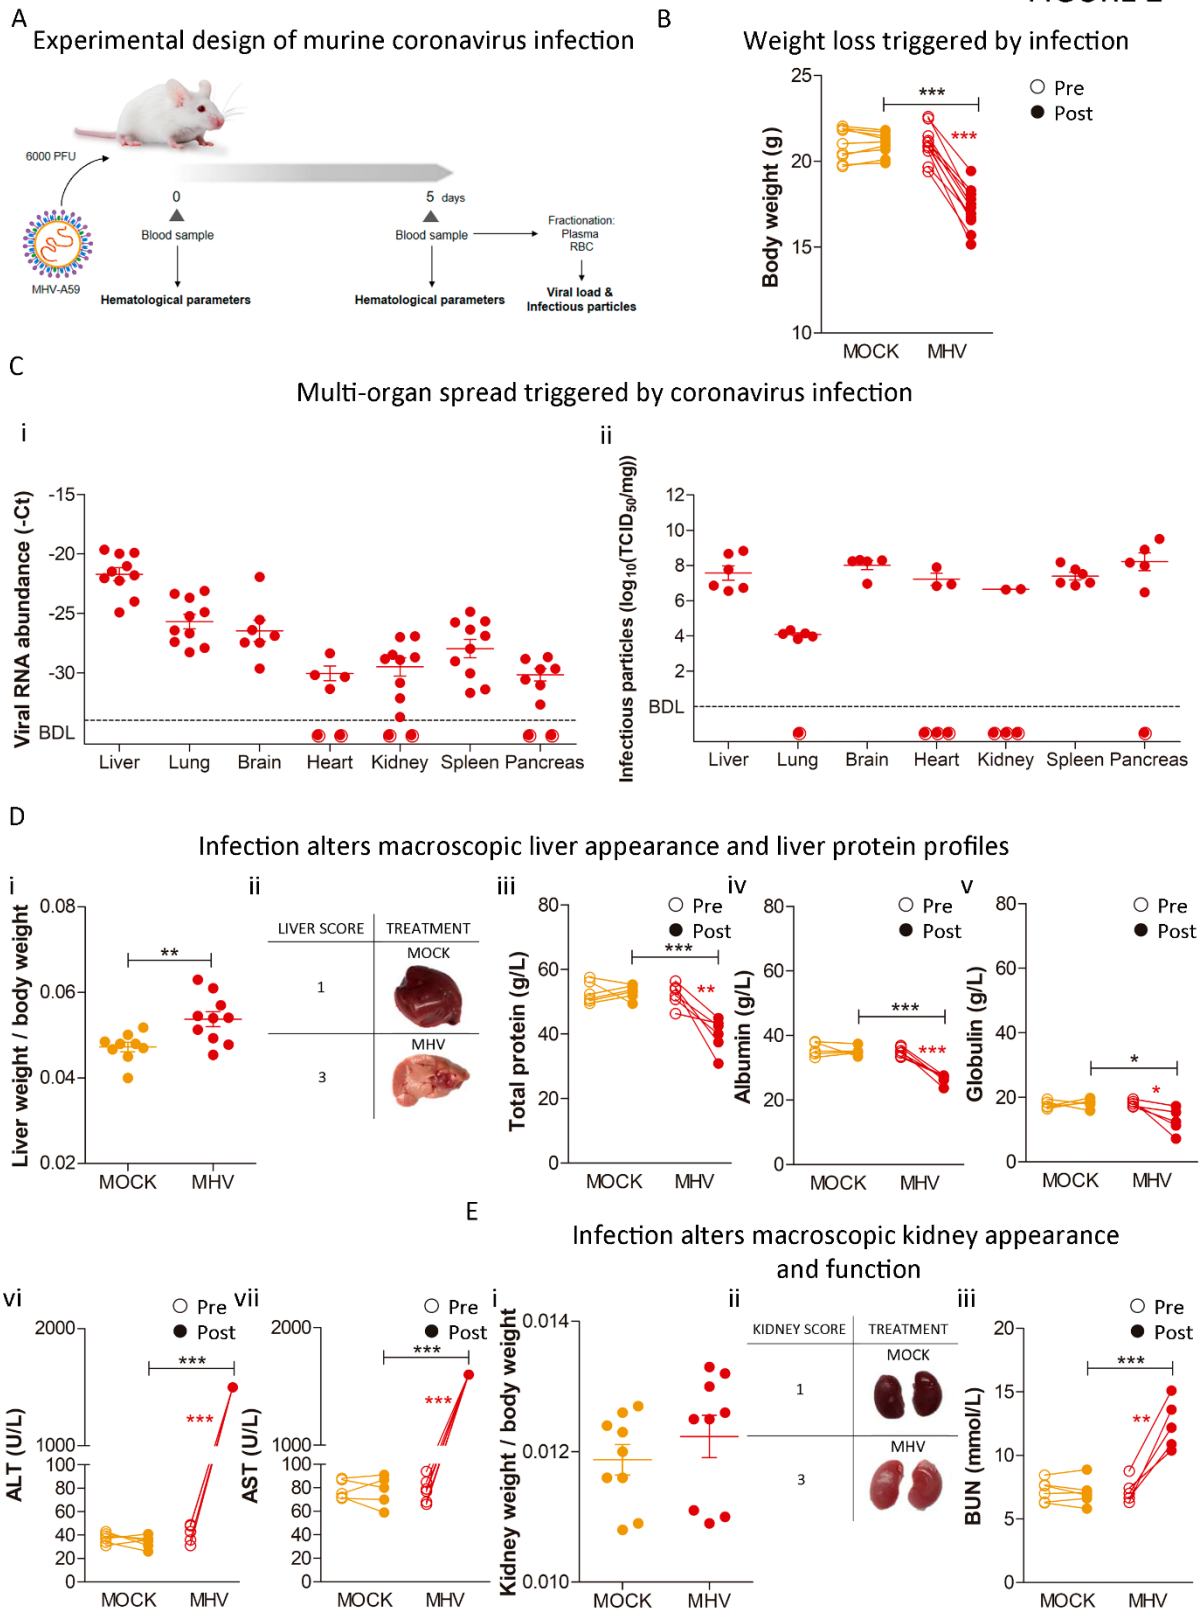 FIGURE 2
A
Experimental design of murine coronavirus infection
6000 PFU
MHV-A59
0
5 days
Blood sample
Blood sample
Fractionation:
Plasma
RBC
Hematological parameters
Hematological parameters
Viral load &
Infectious particles
B
Weight loss triggered by infection
Pre
Post
Body weight (g)
25
20
15
10
***
***
MOCK
MHV
C
Multi-organ spread triggered by coronavirus infection
i
Viral RNA abundance (-Ct)
-15
-20
-25
-30
BDL
Liver
Lung
Brain
Heart
Kidney
Spleen
Pancreas
ii
Infectious particles (log10(TCID50/mg))
12
10
8
6
4
2
BDL
Liver
Lung
Brain
Heart
Kidney
Spleen
Pancreas
D
Infection alters macroscopic liver appearance and liver protein profiles
i
Liver weight / body weight
0.08
0.06
0.04
0.02
**
MOCK
MHV
ii
LIVER SCORE
TREATMENT
MOCK
1
MHV
3
iii
Pre
Post
Total protein (g/L)
80
60
40
20
0
***
**
MOCK
MHV
iv
Pre
Post
Albumin (g/L)
80
60
40
20
0
***
***
MOCK
MHV
v
Pre
Post
Globulin (g/L)
80
60
40
20
0
*
*
MOCK
MHV
vi
Pre
Post
ALT (U/L)
2000
1000
100
80
60
40
20
0
***
***
MOCK
MHV
vii
Pre
Post
AST (U/L)
2000
1000
100
80
60
40
20
0
***
***
MOCK
MHV
E
Infection alters macroscopic kidney appearance
and function
i
Kidney weight / body weight
0.014
0.012
0.010
MOCK
MHV
ii
KIDNEY SCORE
TREATMENT
MOCK
1
MHV
3
iii
Pre
Post
BUN (mmol/L)
20
15
10
5
0
***
**
MOCK
MHV